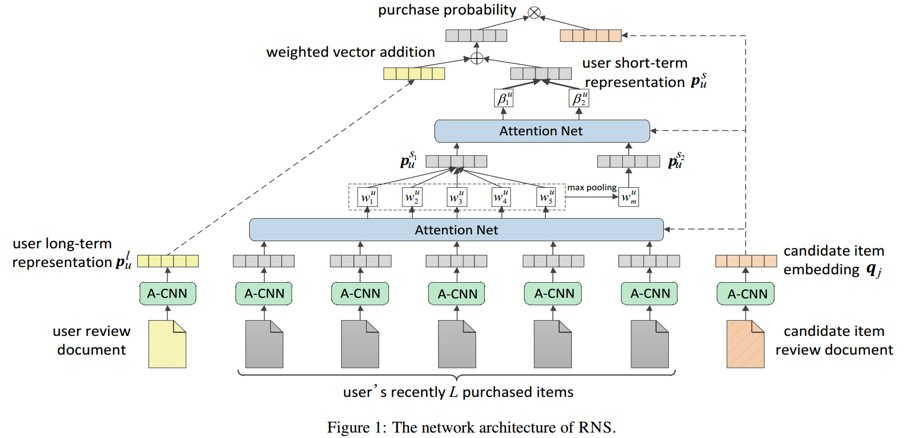 purchase probability
weighted vector addition
user short-term
representation p_u^s
β_1^u β_2^u
Attention Net
p_u^{s_1} p_u^{s_2}
w_1^u w_2^u w_3^u w_4^u w_5^u max pooling w_m^u
Attention Net
user long-term
representation p_u^l
candidate item
embedding q_j
A-CNN A-CNN A-CNN A-CNN A-CNN A-CNN A-CNN
user review
document
candidate item
review document
user's recently L purchased items
Figure 1: The network architecture of RNS.